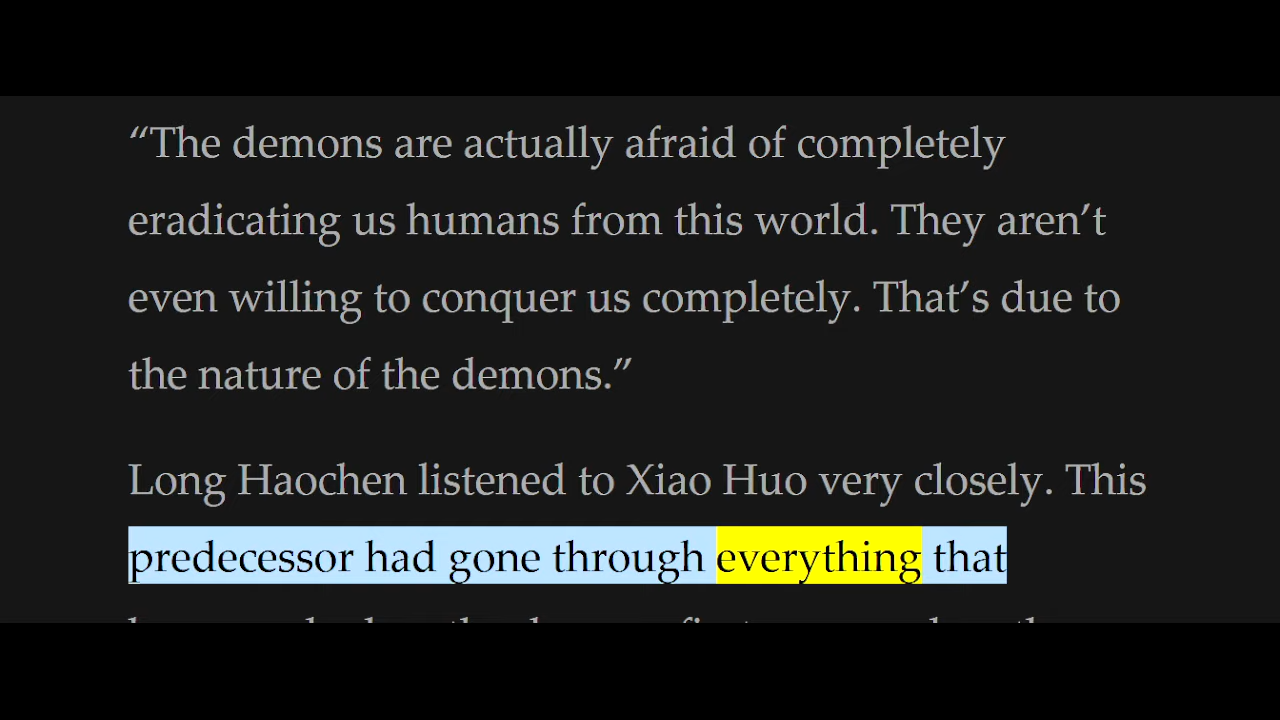 “The demons are actually afraid of completely
eradicating us humans from this world. They aren’t
even willing to conquer us completely. That’s due to
the nature of the demons.”
Long Haochen listened to Xiao Huo very closely. This
predecessor had gone through everything that